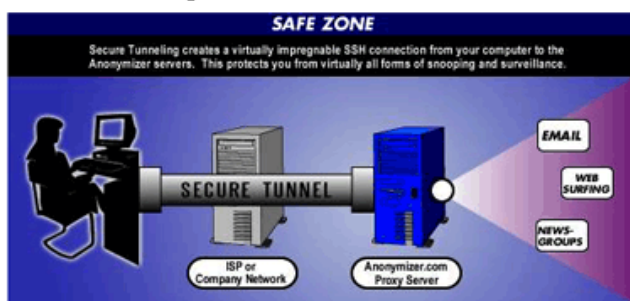 SAFE ZONE
Secure Tunneling creates a virtually impregnable SSH connection from your computer to the
Anonymizer servers. This protects you from virtually all forms of snooping and surveillance.
EMAIL
SECURE TUNNEL
WEB
SURFING
NEWS-
GROUPS
ISP or
Company Network
Anonymizer.com
Proxy Server